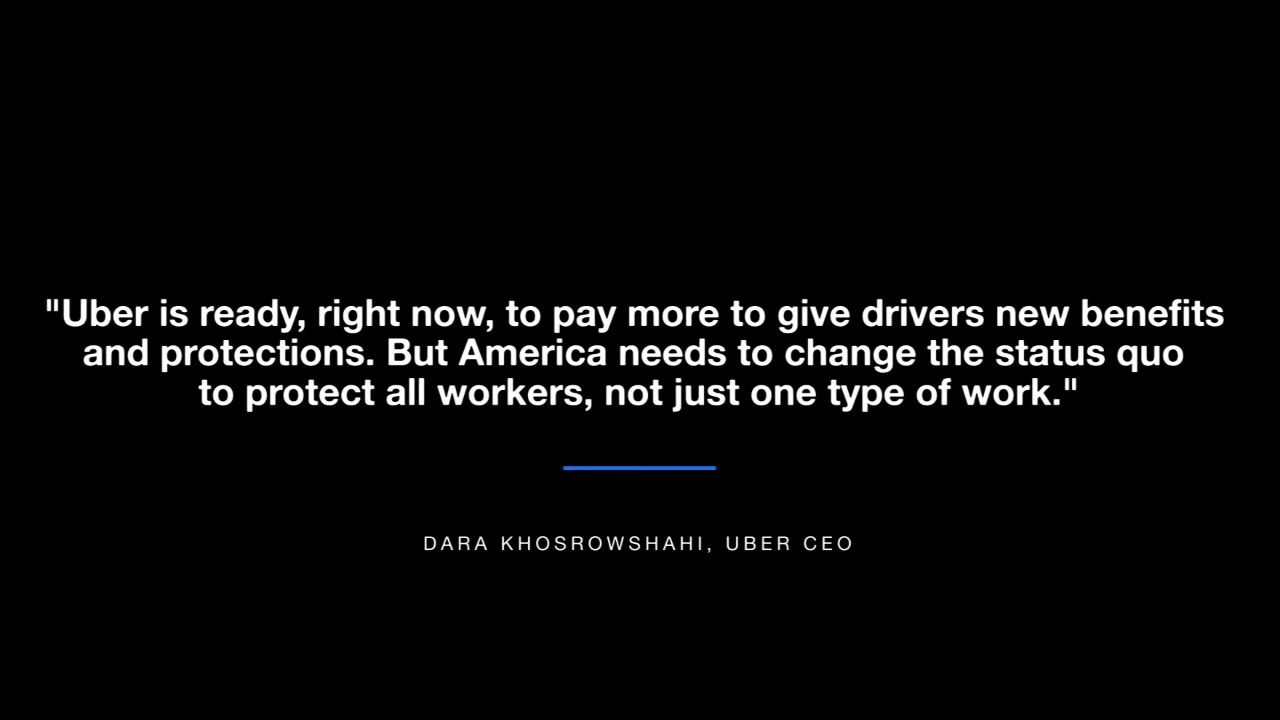 "Uber is ready, right now, to pay more to give drivers new benefits
and protections. But America needs to change the status quo
to protect all workers, not just one type of work."
DARA KHOSROWSHAHI, UBER CEO